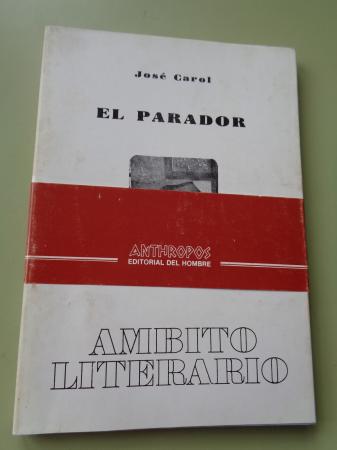 José Carol
EL PARADOR
ANTHROPOS
EDITORIAL DEL HOMBRE
AMBITO
LITERARIO